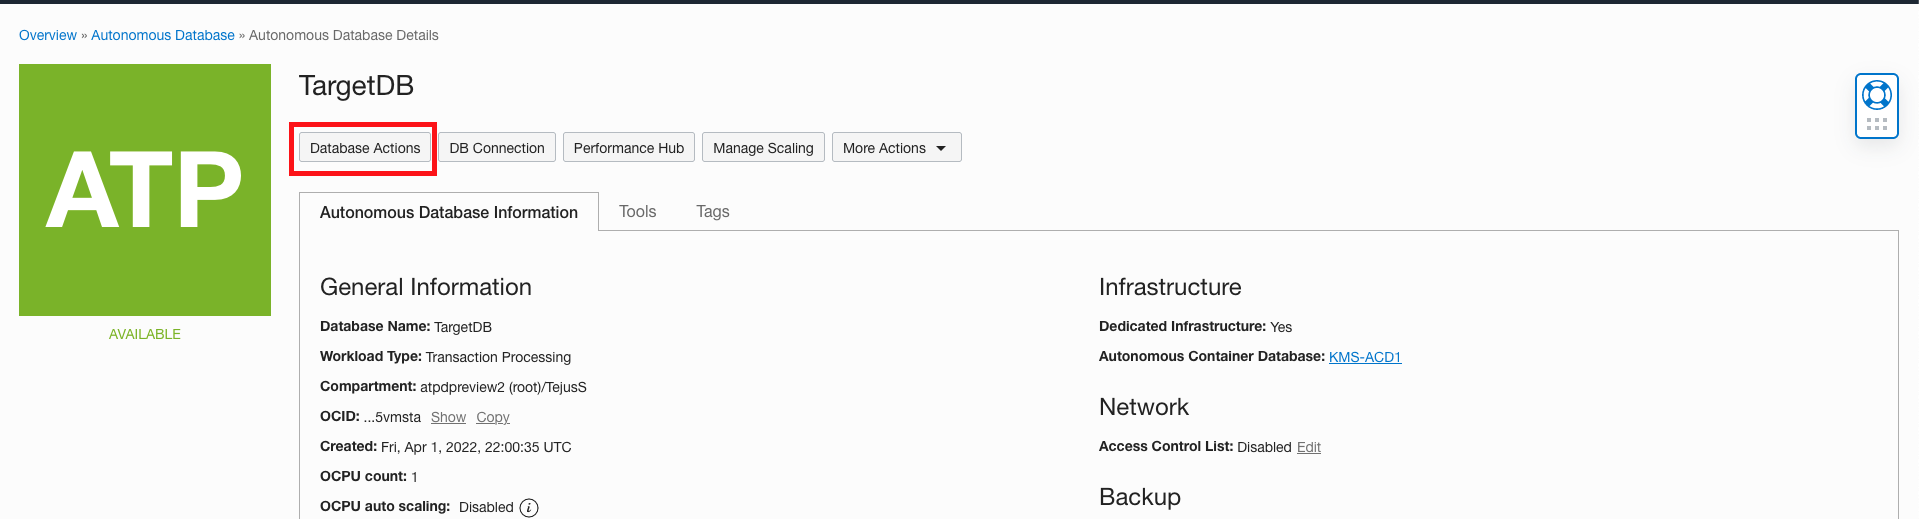 Overview » Autonomous Database » Autonomous Database Details
ATP
AVAILABLE
TargetDB
Database Actions DB Connection Performance Hub Manage Scaling More Actions
Autonomous Database Information Tools Tags
General Information
Database Name: TargetDB
Workload Type: Transaction Processing
Compartment: atpdpreview2 (root)/TejusS
OCID: ...5vmsta Show Copy
Created: Fri, Apr 1, 2022, 22:00:35 UTC
OCPU count: 1
OCPU auto scaling: Disabled i
Infrastructure
Dedicated Infrastructure: Yes
Autonomous Container Database: KMS-ACD1
Network
Access Control List: Disabled Edit
Backup